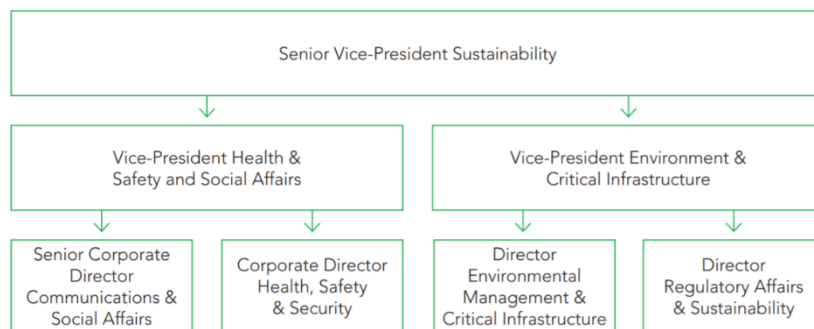 Senior Vice-President Sustainability
Vice-President Health &
Safety and Social Affairs
Vice-President Environment &
Critical Infrastructure
Senior Corporate
Director
Communications &
Social Affairs
Corporate Director
Health, Safety
& Security
Director
Environmental
Management &
Critical Infrastructure
Director
Regulatory Affairs
& Sustainability